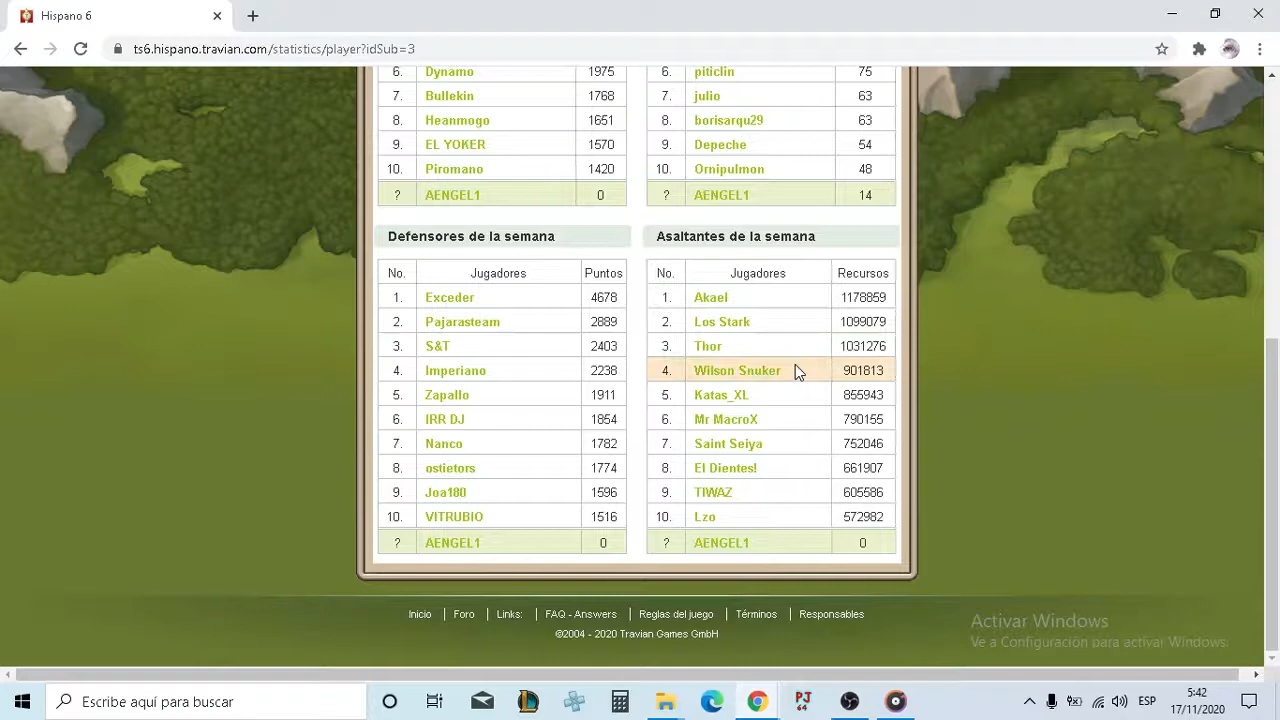 Hispano 6
ts6.hispano.travian.com/statistics/player?idSub=3
6. Dynamo 1975
7. Bullekin 1768
8. Heanmogo 1651
9. EL YOKER 1570
10. Piromano 1420
? AENGEL1 0
6. piticlin 75
7. julio 63
8. borisarqu29 63
9. Depeche 54
10. Ornipulmon 48
? AENGEL1 14
Defensores de la semana
No. Jugadores Puntos
1. Exceder 4678
2. Pajarasteam 2889
3. S&T 2403
4. Imperiano 2238
5. Zapallo 1911
6. IRR DJ 1854
7. Nanco 1782
8. ostietors 1774
9. Joa180 1596
10. VITRUBIO 1516
? AENGEL1 0
Asaltantes de la semana
No. Jugadores Recursos
1. Akael 1178859
2. Los Stark 1099079
3. Thor 1031276
4. Wilson Snuker 901813
5. Katas_XL 855943
6. Mr MacroX 790155
7. Saint Seiya 752046
8. El Dientes! 661907
9. TIWAZ 605586
10. Lzo 572982
? AENGEL1 0
Inicio | Foro | Links: | FAQ - Answers | Reglas del juego | Términos | Responsables
©2004 - 2020 Travian Games GmbH
Activar Windows
Ve a Configuración para activar Windows.
Escribe aquí para buscar
PJ
64
ESP
5:42
17/11/2020